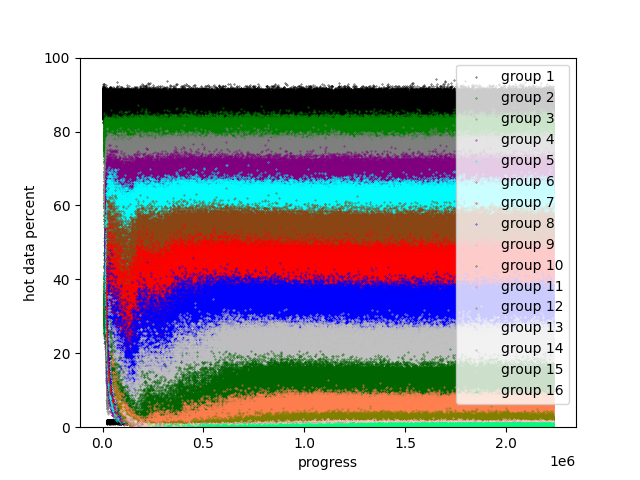 100
80
60
40
20
0
hot data percent
0.0 0.5 1.0 1.5 2.0
1e6
progress
group 1
group 2
group 3
group 4
group 5
group 6
group 7
group 8
group 9
group 10
group 11
group 12
group 13
group 14
group 15
group 16